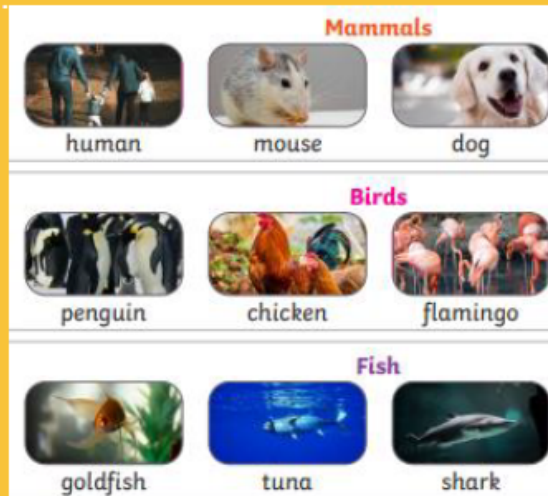 Mammals
human mouse dog
Birds
penguin chicken flamingo
Fish
goldfish tuna shark